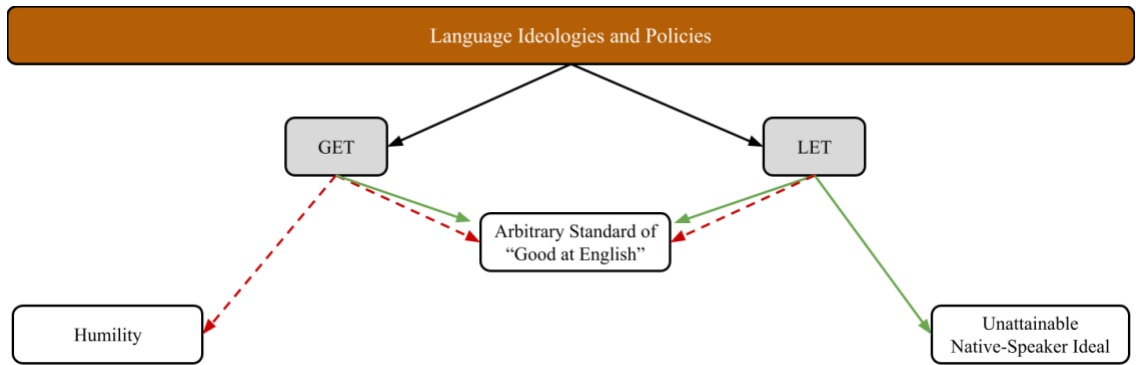 Language Ideologies and Policies
GET
LET
Arbitrary Standard of
“Good at English”
Humility
Unattainable
Native-Speaker Ideal